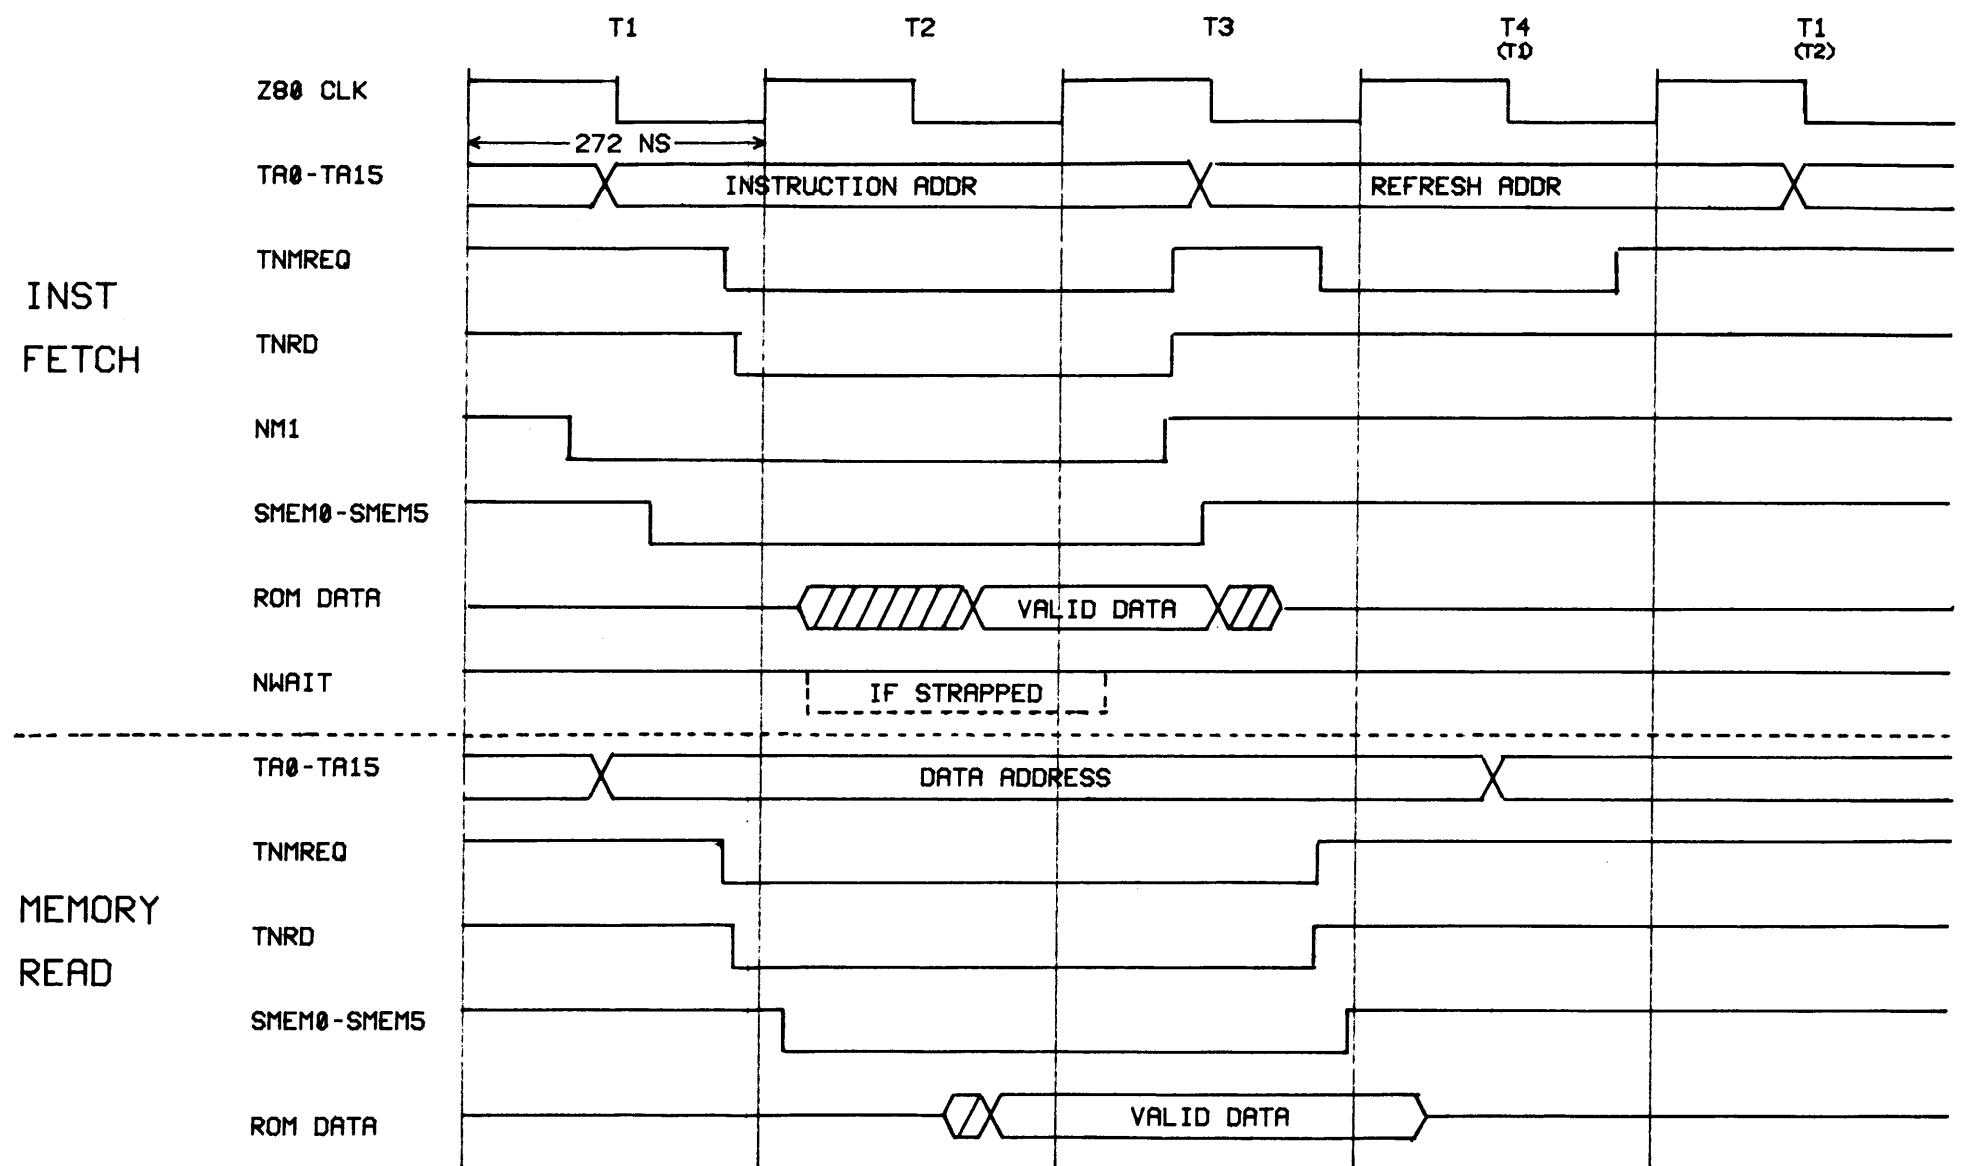 T1 T2 T3 T4 T1
(T1) (T2)
Z80 CLK
272 NS
TA0-TA15 INSTRUCTION ADDR REFRESH ADDR
TNMREQ
INST
FETCH
TNRD
NM1
SMEM0-SMEM5
ROM DATA VALID DATA
NWAIT IF STRAPPED
TA0-TA15 DATA ADDRESS
TNMREQ
MEMORY
READ
TNRD
SMEM0-SMEM5
ROM DATA VALID DATA